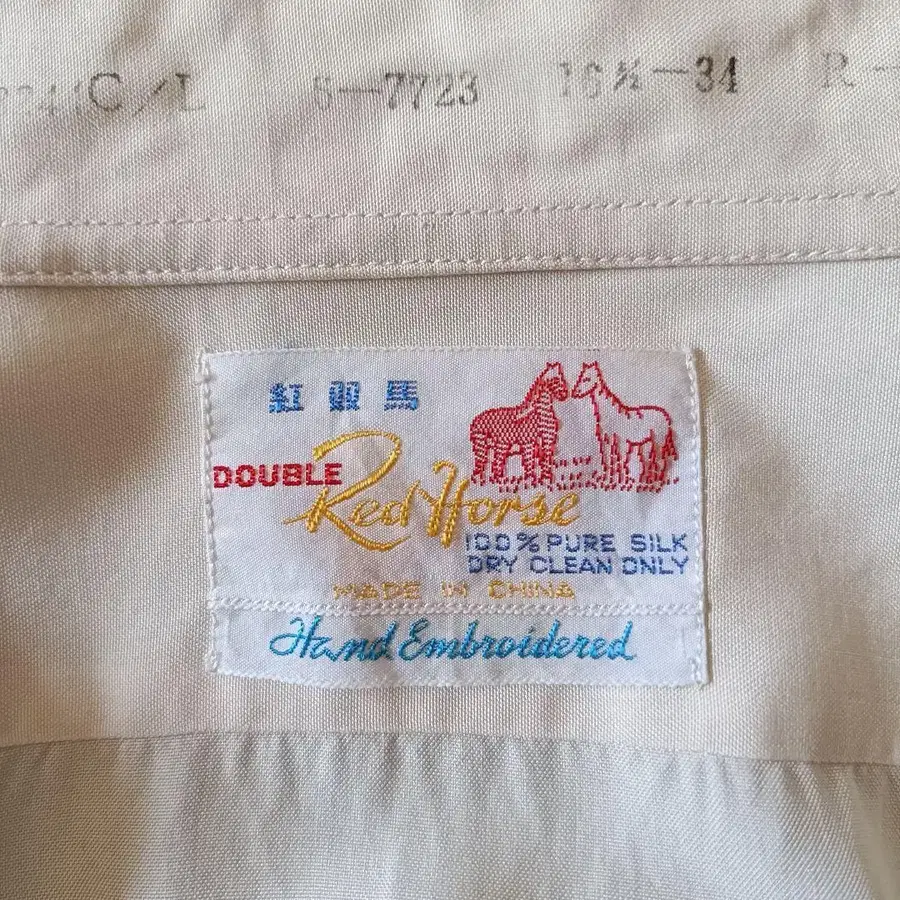 C/L 8-7723 16½-34 R-
紅雙馬
DOUBLE
Red Horse
100% PURE SILK
DRY CLEAN ONLY
MADE IN CHINA
Hand Embroidered